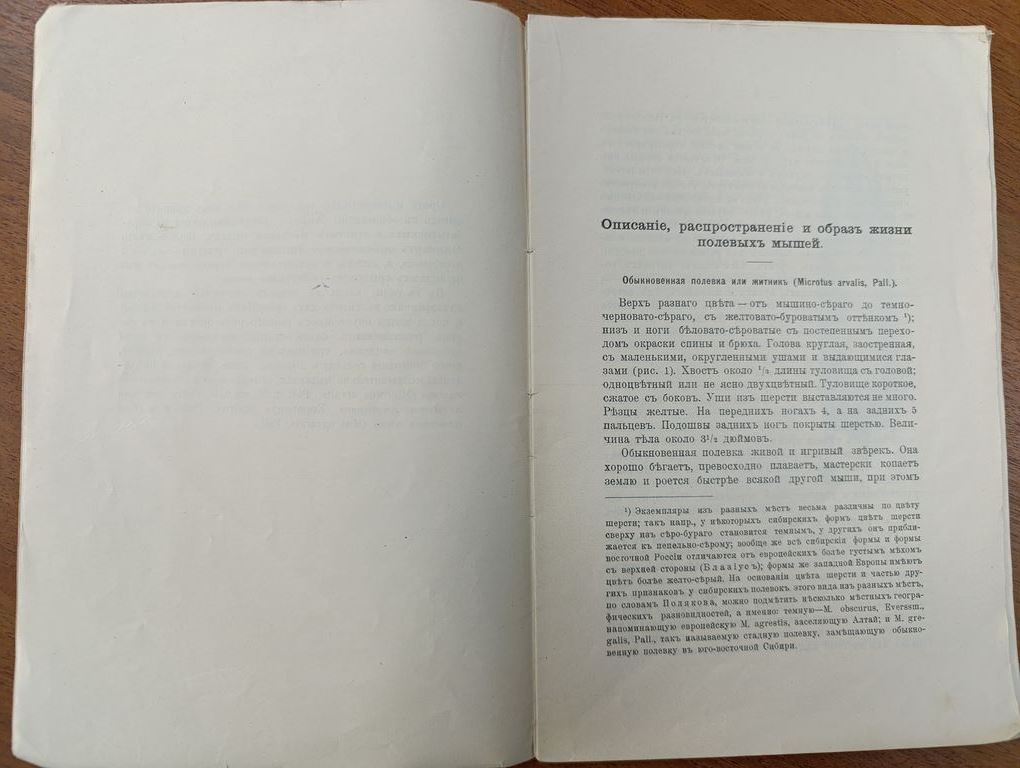 Описаніе, распространеніе и образъ жизни
полевыхъ мышей.
Обыкновенная полевка или житникъ (Microtus arvalis, Pall.).
Верхъ разнаго цвѣта — отъ мышино-сѣраго до темно-
черновато-сѣраго, съ желтовато-буроватымъ оттѣнкомъ ¹);
низъ и ноги бѣловато-сѣроватые съ постепеннымъ перехо-
домъ окраски спины и брюха. Голова круглая, заостренная,
съ маленькими, округленными ушами и выдающимися гла-
зами (рис. 1). Хвостъ около ¹/₂ длины туловища съ головой;
одноцвѣтный или не ясно двухцвѣтный. Туловище короткое,
сжатое съ боковъ. Уши изъ шерсти выставляются не много.
Рѣзцы желтые. На переднихъ ногахъ 4, а на заднихъ 5
пальцевъ. Подошвы заднихъ ногъ покрыты шерстью. Вели-
чина тѣла около 3¹/₂ дюймовъ.
Обыкновенная полевка живой и игривый звѣрекъ. Она
хорошо бѣгаетъ, превосходно плаваетъ, мастерски копаетъ
землю и роется быстрѣе всякой другой мыши, при этомъ
¹) Экземпляры изъ разныхъ мѣстъ весьма различны по цвѣту
шерсти; такъ напр., у нѣкоторыхъ сибирскихъ формъ цвѣтъ шерсти
сверху изъ сѣро-бураго становится темнымъ, у другихъ онъ прибли-
жается къ пепельно-сѣрому; вообще же всѣ сибирскія формы и формы
восточной Россіи отличаются отъ европейскихъ болѣе густымъ мѣхомъ
съ верхней стороны (Блазіусъ); формы же западной Европы имѣютъ
цвѣтъ болѣе желто-сѣрый. На основаніи цвѣта шерсти и частью дру-
гихъ признаковъ у сибирскихъ полевокъ этого вида изъ разныхъ мѣстъ,
по словамъ Полякова, можно подмѣтить нѣсколько мѣстныхъ геогра-
фическихъ разновидностей, а именно: темную—M. obscurus, Eversm.,
напоминающую европейскую M. agrestis, заселяющую Алтай; и M. gre-
galis, Pall., такъ называемую стадную полевку, замѣщающую обыкно-
венную полевку въ юго-восточной Сибири.